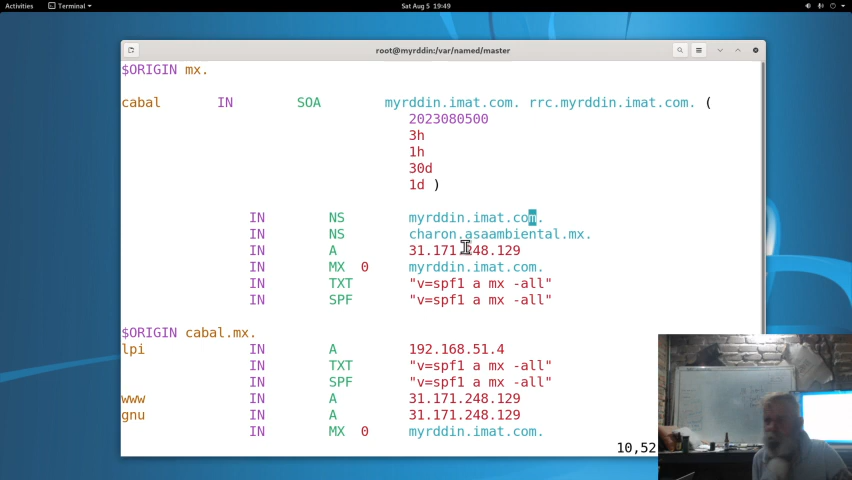 Activities Terminal Sat Aug 5 19:49
root@myrddin:/var/named/master
$ORIGIN mx.
cabal IN SOA myrddin.imat.com. rrc.myrddin.imat.com. (
2023080500
3h
1h
30d
1d )
IN NS myrddin.imat.com.
IN NS charon.asaambiental.mx.
IN A 31.171.248.129
IN MX 0 myrddin.imat.com.
IN TXT "v=spf1 a mx -all"
IN SPF "v=spf1 a mx -all"
$ORIGIN cabal.mx.
lpi IN A 192.168.51.4
IN TXT "v=spf1 a mx -all"
IN SPF "v=spf1 a mx -all"
www IN A 31.171.248.129
gnu IN A 31.171.248.129
IN MX 0 myrddin.imat.com.
10,52